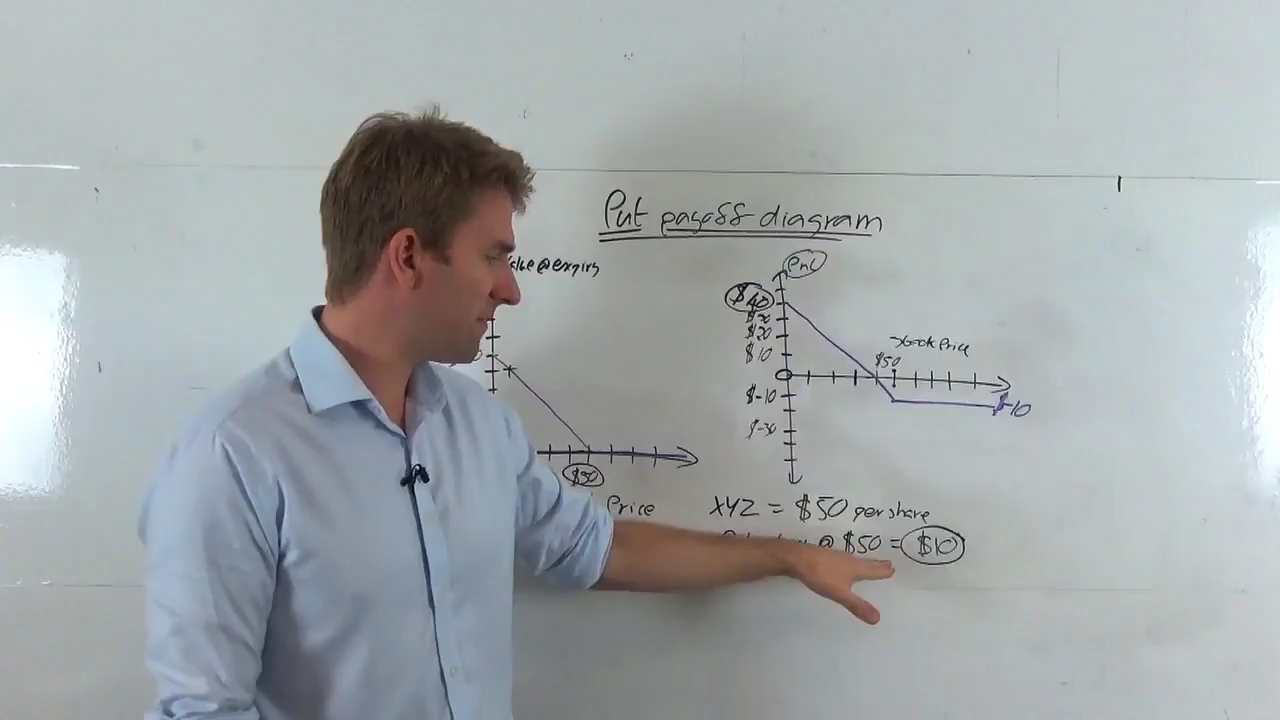 Put payoff diagram
@ expiry
PnL
$40
$20
$10
Stock Price
$50
$-10
$-10
$-30
$50
Price
XYZ = $50 per share
@ $50 = $10